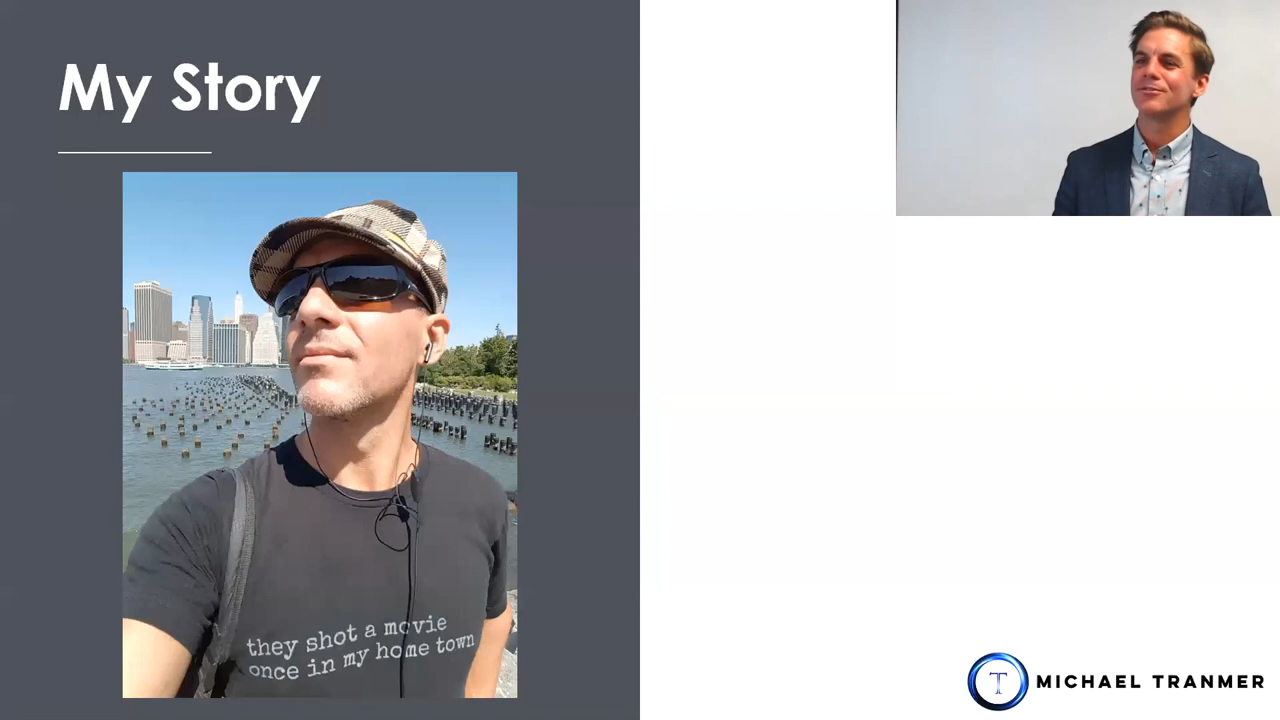 My Story
they shot a movie
once in my home town
T
MICHAEL TRANMER